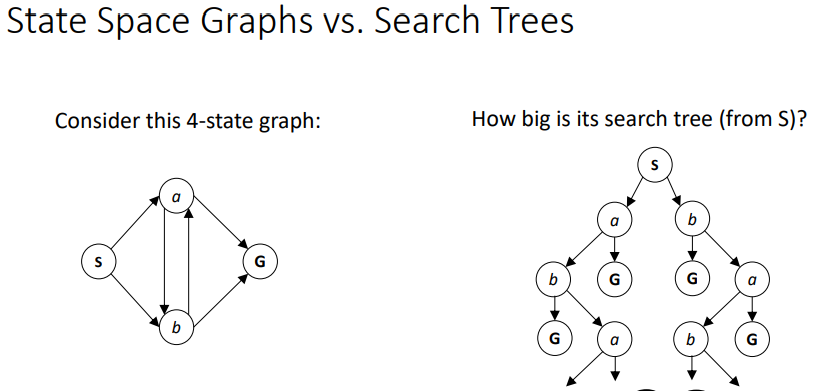 State Space Graphs vs. Search Trees
Consider this 4-state graph:
How big is its search tree (from S)?
a
S
G
b
S
a
b
b
G
G
a
G
a
b
G